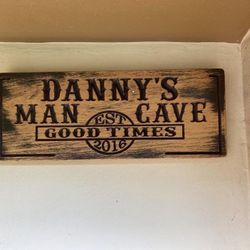 DANNY'S
MAN CAVE
EST
GOOD TIMES
2016